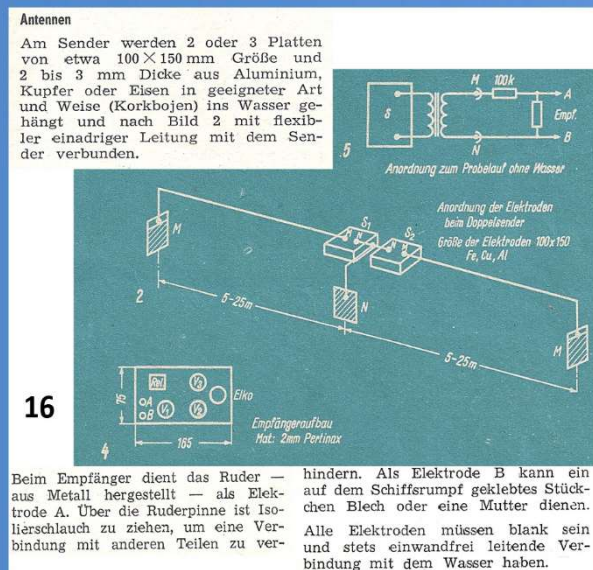 Antennen
Am Sender werden 2 oder 3 Platten
von etwa 100 × 150 mm Größe und
2 bis 3 mm Dicke aus Aluminium,
Kupfer oder Eisen in geeigneter Art
und Weise (Korkbojen) ins Wasser ge-
hängt und nach Bild 2 mit flexib-
ler einadriger Leitung mit dem Sen-
der verbunden.
S
M
100k
A
Empf.
B
N
5
Anordnung zum Probelauf ohne Wasser
Anordnung der Elektroden
beim Doppelsender
Größe der Elektroden 100x150
Fe, Cu, Al
M
S1
M
N
S2
N
M
2
N
M
5-25m
5-25m
16
75
Rel
V3
Elko
A
B
V1
V2
165
4
Empfängeraufbau
Mat: 2mm Pertinax
Beim Empfänger dient das Ruder —
aus Metall hergestellt — als Elek-
trode A. Über die Ruderpinne ist Iso-
lierschlauch zu ziehen, um eine Ver-
bindung mit anderen Teilen zu ver-
hindern. Als Elektrode B kann ein
auf dem Schiffsrumpf geklebtes Stück-
chen Blech oder eine Mutter dienen.
Alle Elektroden müssen blank sein
und stets einwandfrei leitende Ver-
bindung mit dem Wasser haben.